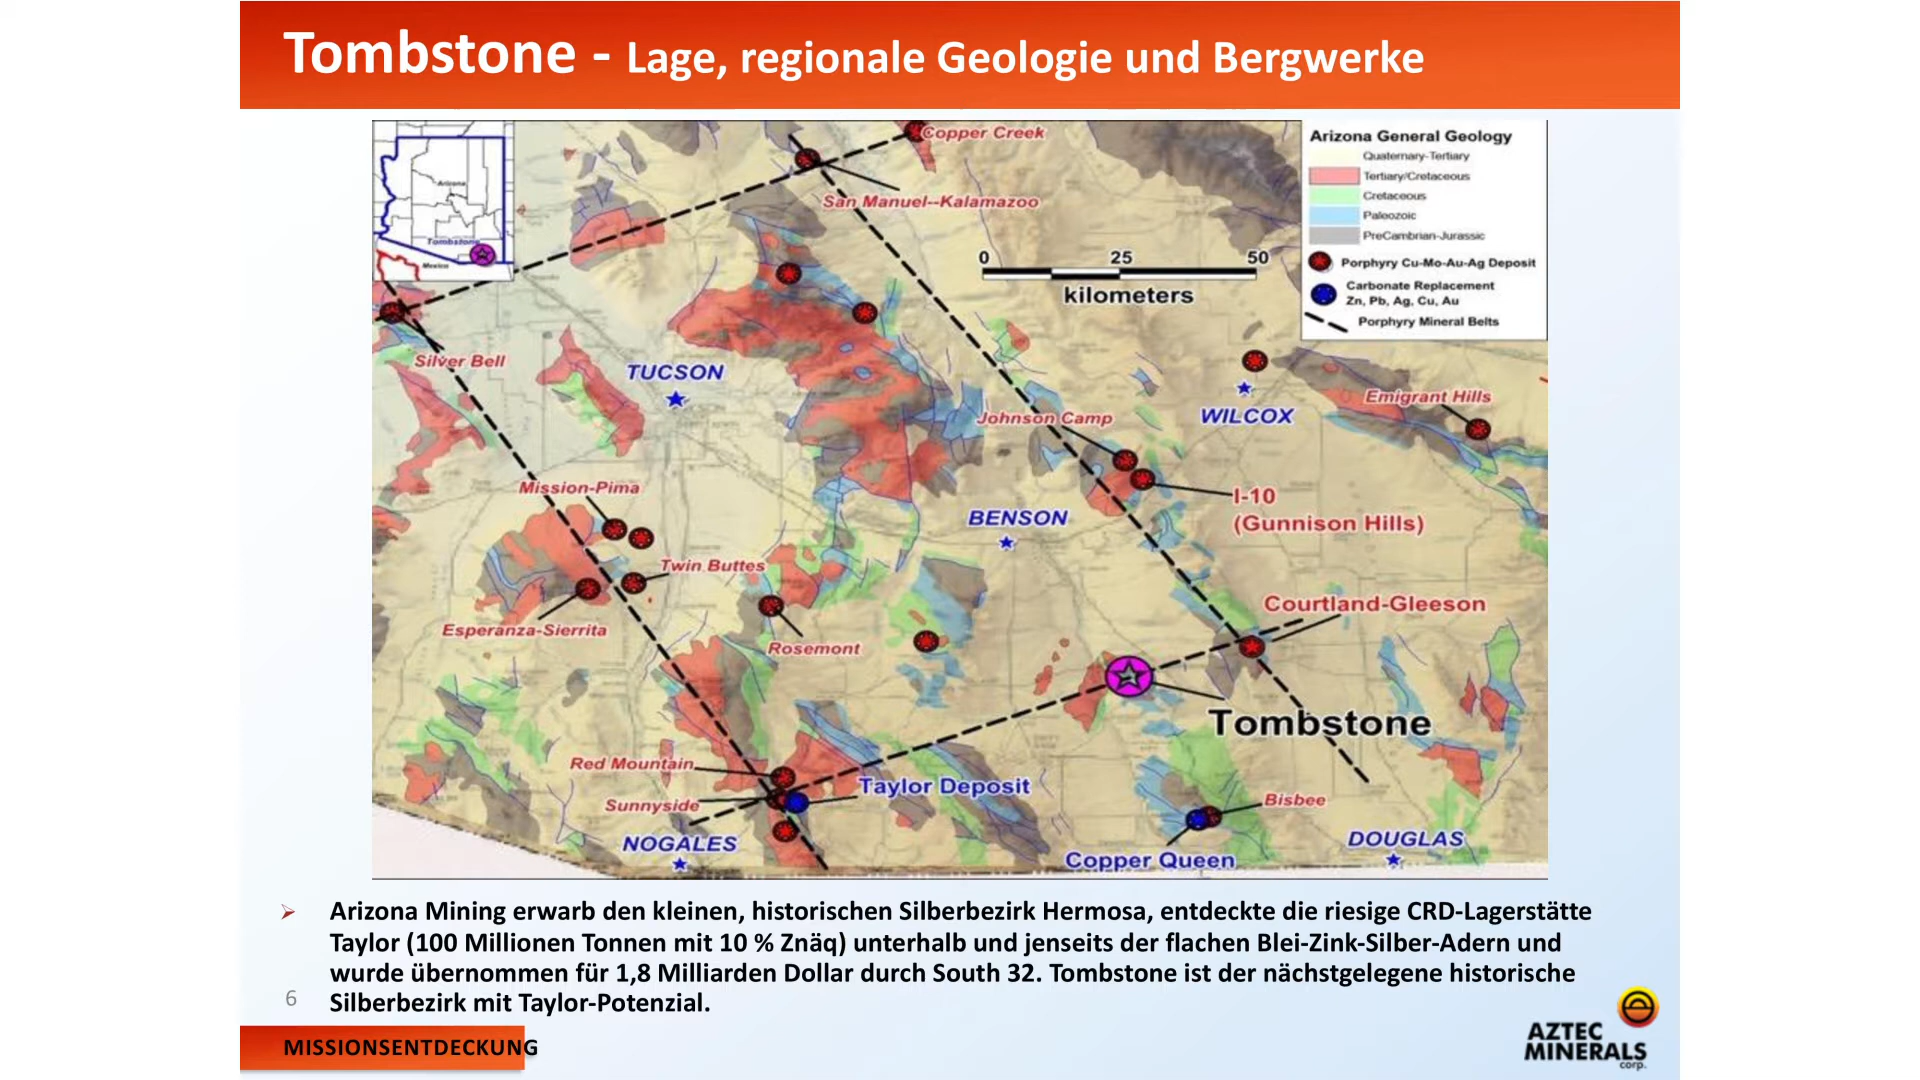 Tombstone - Lage, regionale Geologie und Bergwerke
Arizona
Tombstone
Mexico
Copper Creek
San Manuel--Kalamazoo
0 25 50
kilometers
Arizona General Geology
Quaternary-Tertiary
Tertiary/Cretaceous
Cretaceous
Paleozoic
PreCambrian-Jurassic
Porphyry Cu-Mo-Au-Ag Deposit
Carbonate Replacement
Zn, Pb, Ag, Cu, Au
Porphyry Mineral Belts
Silver Bell
TUCSON
WILCOX
Emigrant Hills
Johnson Camp
Mission-Pima
I-10
(Gunnison Hills)
BENSON
Twin Buttes
Courtland-Gleeson
Esperanza-Sierrita
Rosemont
Tombstone
Red Mountain
Taylor Deposit
Sunnyside
Bisbee
NOGALES
DOUGLAS
Copper Queen
Arizona Mining erwarb den kleinen, historischen Silberbezirk Hermosa, entdeckte die riesige CRD-Lagerstätte
Taylor (100 Millionen Tonnen mit 10 % Znäq) unterhalb und jenseits der flachen Blei-Zink-Silber-Adern und
wurde übernommen für 1,8 Milliarden Dollar durch South 32. Tombstone ist der nächstgelegene historische
Silberbezirk mit Taylor-Potenzial.
6
MISSIONSENTDECKUNG
AZTEC
MINERALS
corp.